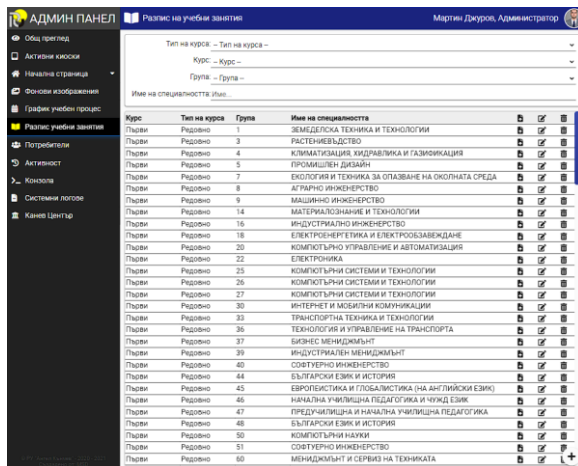 АДМИН ПАНЕЛ
Разпис на учебни занятия
Мартин Джуров, Администратор
Общ преглед
Активни киоски
Начална страница
Фонови изображения
График учебен процес
Разпис учебни занятия
Потребители
Активност
Конзола
Системни логове
Канев Център
Тип на курса: -- Тип на курса --
Курс: -- Курс --
Група: -- Група --
Име на специалността: Име...
Курс Тип на курса Група Име на специалността
Първи Редовно 1 ЗЕМЕДЕЛСКА ТЕХНИКА И ТЕХНОЛОГИИ
Първи Редовно 3 РАСТЕНИЕВЪДСТВО
Първи Редовно 4 КЛИМАТИЗАЦИЯ, ХИДРАВЛИКА И ГАЗИФИКАЦИЯ
Първи Редовно 5 ПРОМИШЛЕН ДИЗАЙН
Първи Редовно 7 ЕКОЛОГИЯ И ТЕХНИКА ЗА ОПАЗВАНЕ НА ОКОЛНАТА СРЕДА
Първи Редовно 8 АГРАРНО ИНЖЕНЕРСТВО
Първи Редовно 9 МАШИННО ИНЖЕНЕРСТВО
Първи Редовно 14 МАТЕРИАЛОЗНАНИЕ И ТЕХНОЛОГИИ
Първи Редовно 16 ИНДУСТРИАЛНО ИНЖЕНЕРСТВО
Първи Редовно 18 ЕЛЕКТРОЕНЕРГЕТИКА И ЕЛЕКТРООБЗАВЕЖДАНЕ
Първи Редовно 20 КОМПЮТЪРНО УПРАВЛЕНИЕ И АВТОМАТИЗАЦИЯ
Първи Редовно 22 ЕЛЕКТРОНИКА
Първи Редовно 25 КОМПЮТЪРНИ СИСТЕМИ И ТЕХНОЛОГИИ
Първи Редовно 26 КОМПЮТЪРНИ СИСТЕМИ И ТЕХНОЛОГИИ
Първи Редовно 27 КОМПЮТЪРНИ СИСТЕМИ И ТЕХНОЛОГИИ
Първи Редовно 30 ИНТЕРНЕТ И МОБИЛНИ КОМУНИКАЦИИ
Първи Редовно 33 ТРАНСПОРТНА ТЕХНИКА И ТЕХНОЛОГИИ
Първи Редовно 36 ТЕХНОЛОГИЯ И УПРАВЛЕНИЕ НА ТРАНСПОРТА
Първи Редовно 37 БИЗНЕС МЕНИДЖМЪНТ
Първи Редовно 39 ИНДУСТРИАЛЕН МЕНИДЖМЪНТ
Първи Редовно 40 СОФТУЕРНО ИНЖЕНЕРСТВО
Първи Редовно 44 БЪЛГАРСКИ ЕЗИК И ИСТОРИЯ
Първи Редовно 45 ЕВРОПЕИСТИКА И ГЛОБАЛИСТИКА (НА АНГЛИЙСКИ ЕЗИК)
Първи Редовно 46 НАЧАЛНА УЧИЛИЩНА ПЕДАГОГИКА И ЧУЖД ЕЗИК
Първи Редовно 47 ПРЕДУЧИЛИЩНА И НАЧАЛНА УЧИЛИЩНА ПЕДАГОГИКА
Първи Редовно 48 БЪЛГАРСКИ ЕЗИК И ИСТОРИЯ
Първи Редовно 50 КОМПЮТЪРНИ НАУКИ
Първи Редовно 51 СОФТУЕРНО ИНЖЕНЕРСТВО
Първи Редовно 60 МЕНИДЖМЪНТ И СЕРВИЗ НА ТЕХНИКАТА